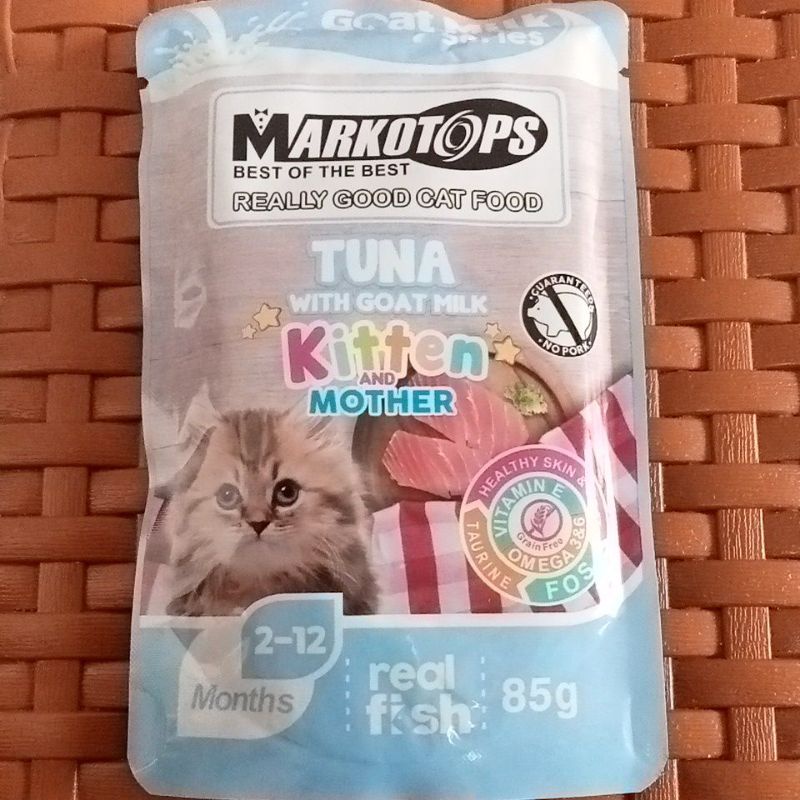 Goat Milk
series
MARKOTOPS
BEST OF THE BEST
REALLY GOOD CAT FOOD
TUNA
WITH GOAT MILK
Kitten
AND
MOTHER
GUARANTEED
NO PORK
HEALTHY SKIN &
VITAMIN E
OMEGA 3&6
Grain Free
TAURINE
FOS
2-12
Months
real
fish
85g